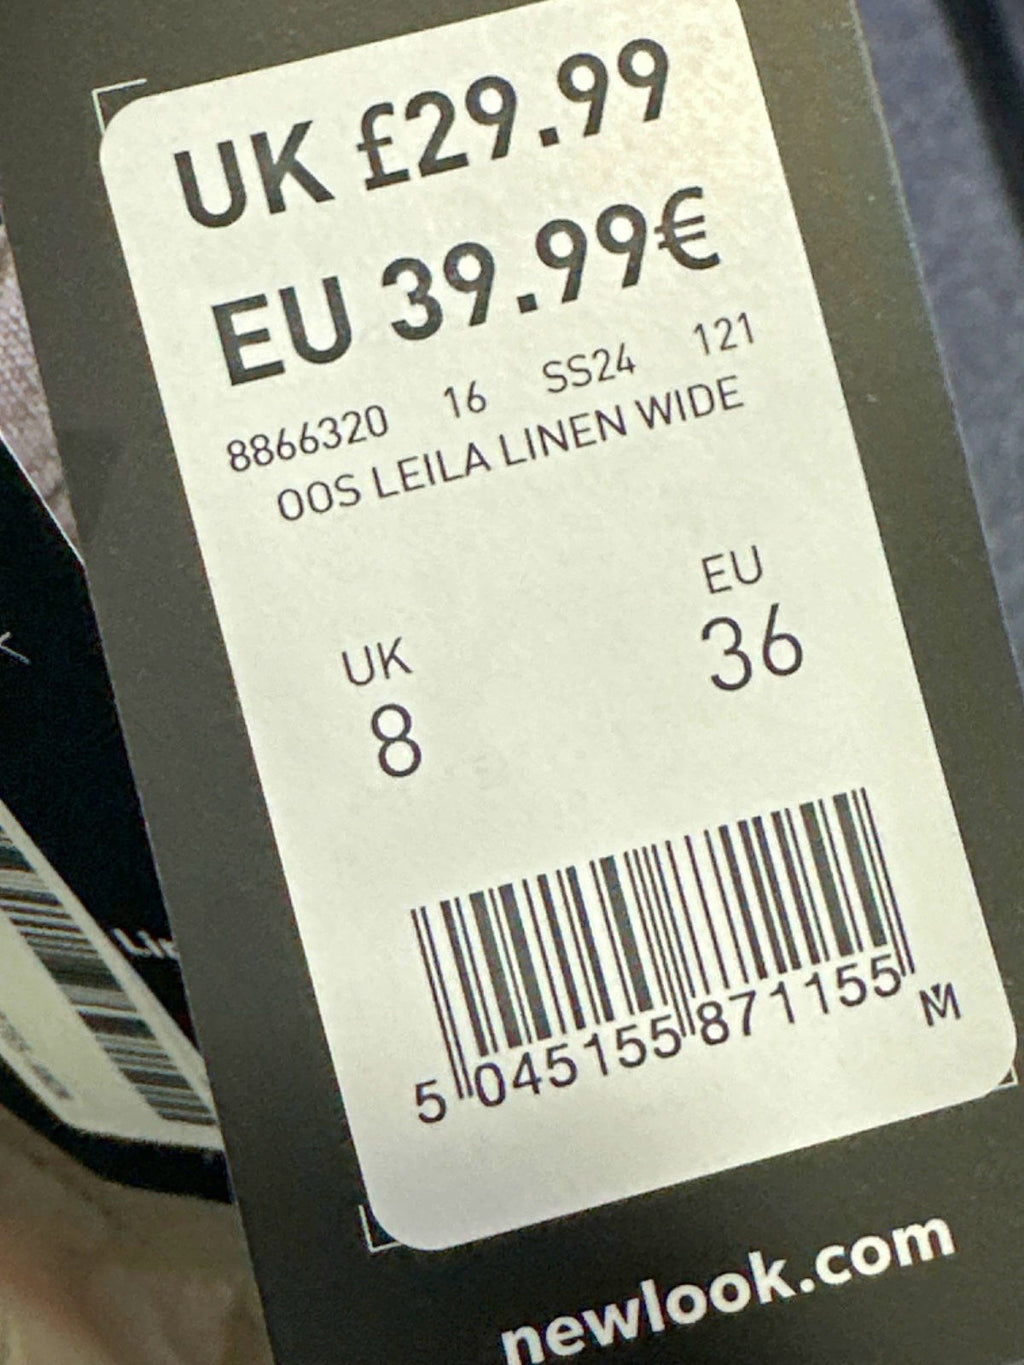 UK £29.99
EU 39.99€
8866320 16 SS24 121
OOS LEILA LINEN WIDE
UK EU
8 36
5 045155 871155
M
newlook.com